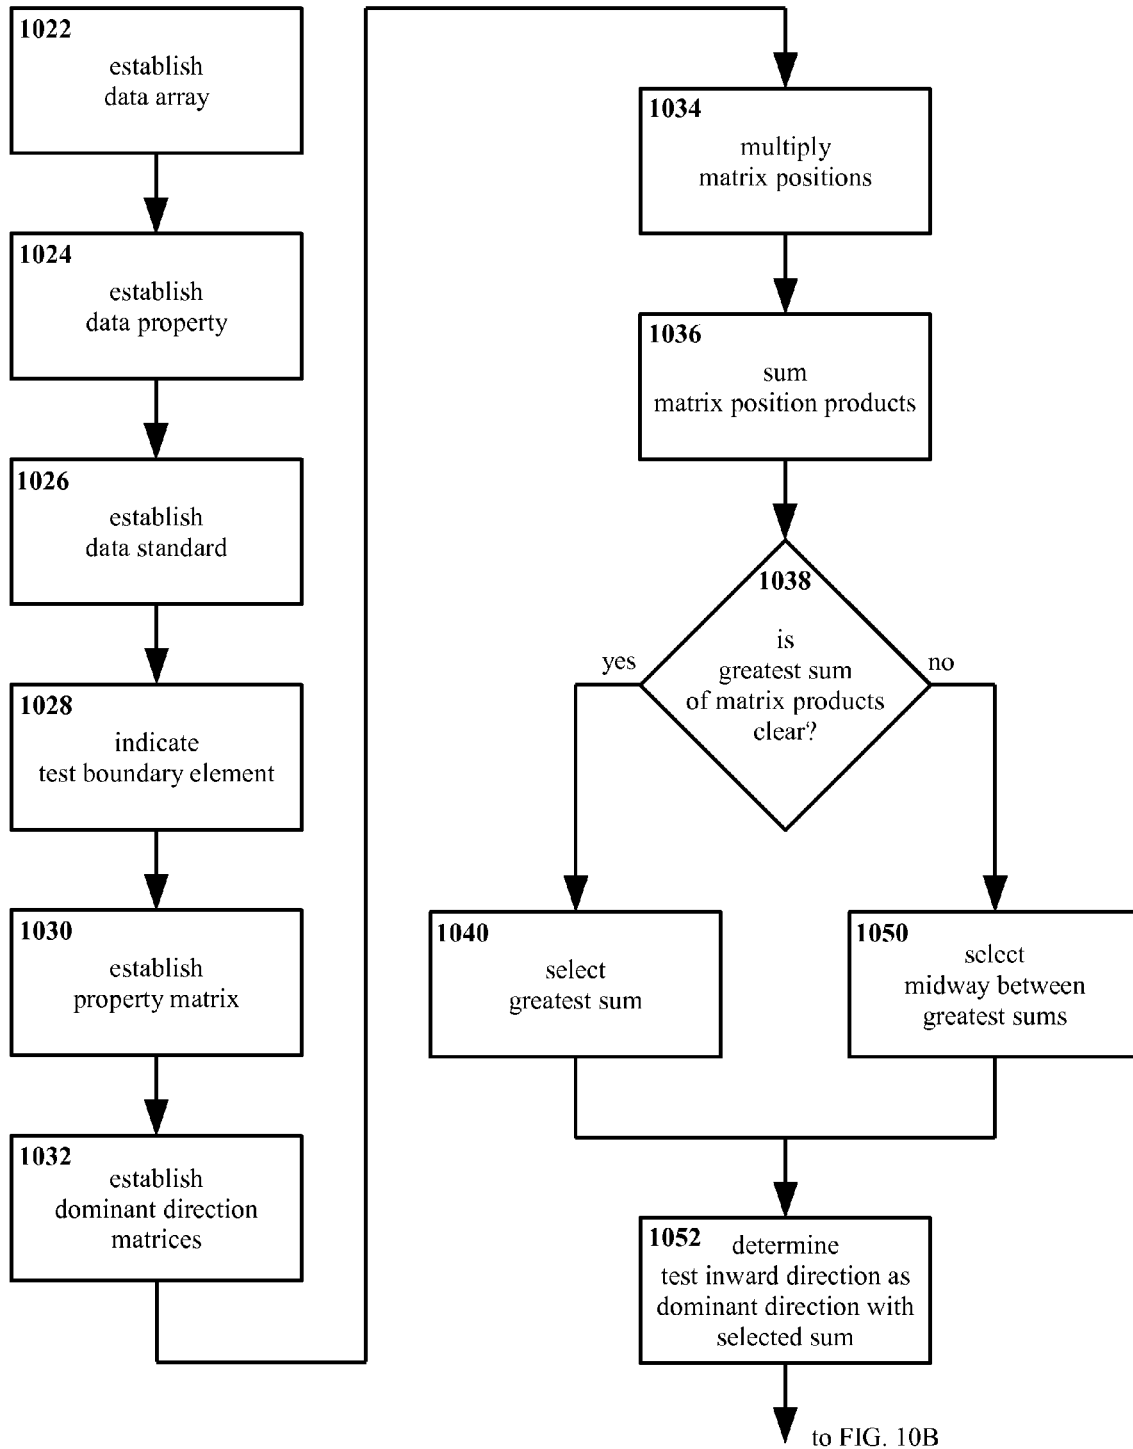 1022
establish
data array
1024
establish
data property
1026
establish
data standard
1028
indicate
test boundary element
1030
establish
property matrix
1032
establish
dominant direction
matrices
1034
multiply
matrix positions
1036
sum
matrix position products
1038
is
greatest sum
of matrix products
clear?
yes
no
1040
select
greatest sum
1050
select
midway between
greatest sums
1052
determine
test inward direction as
dominant direction with
selected sum
to FIG. 10B